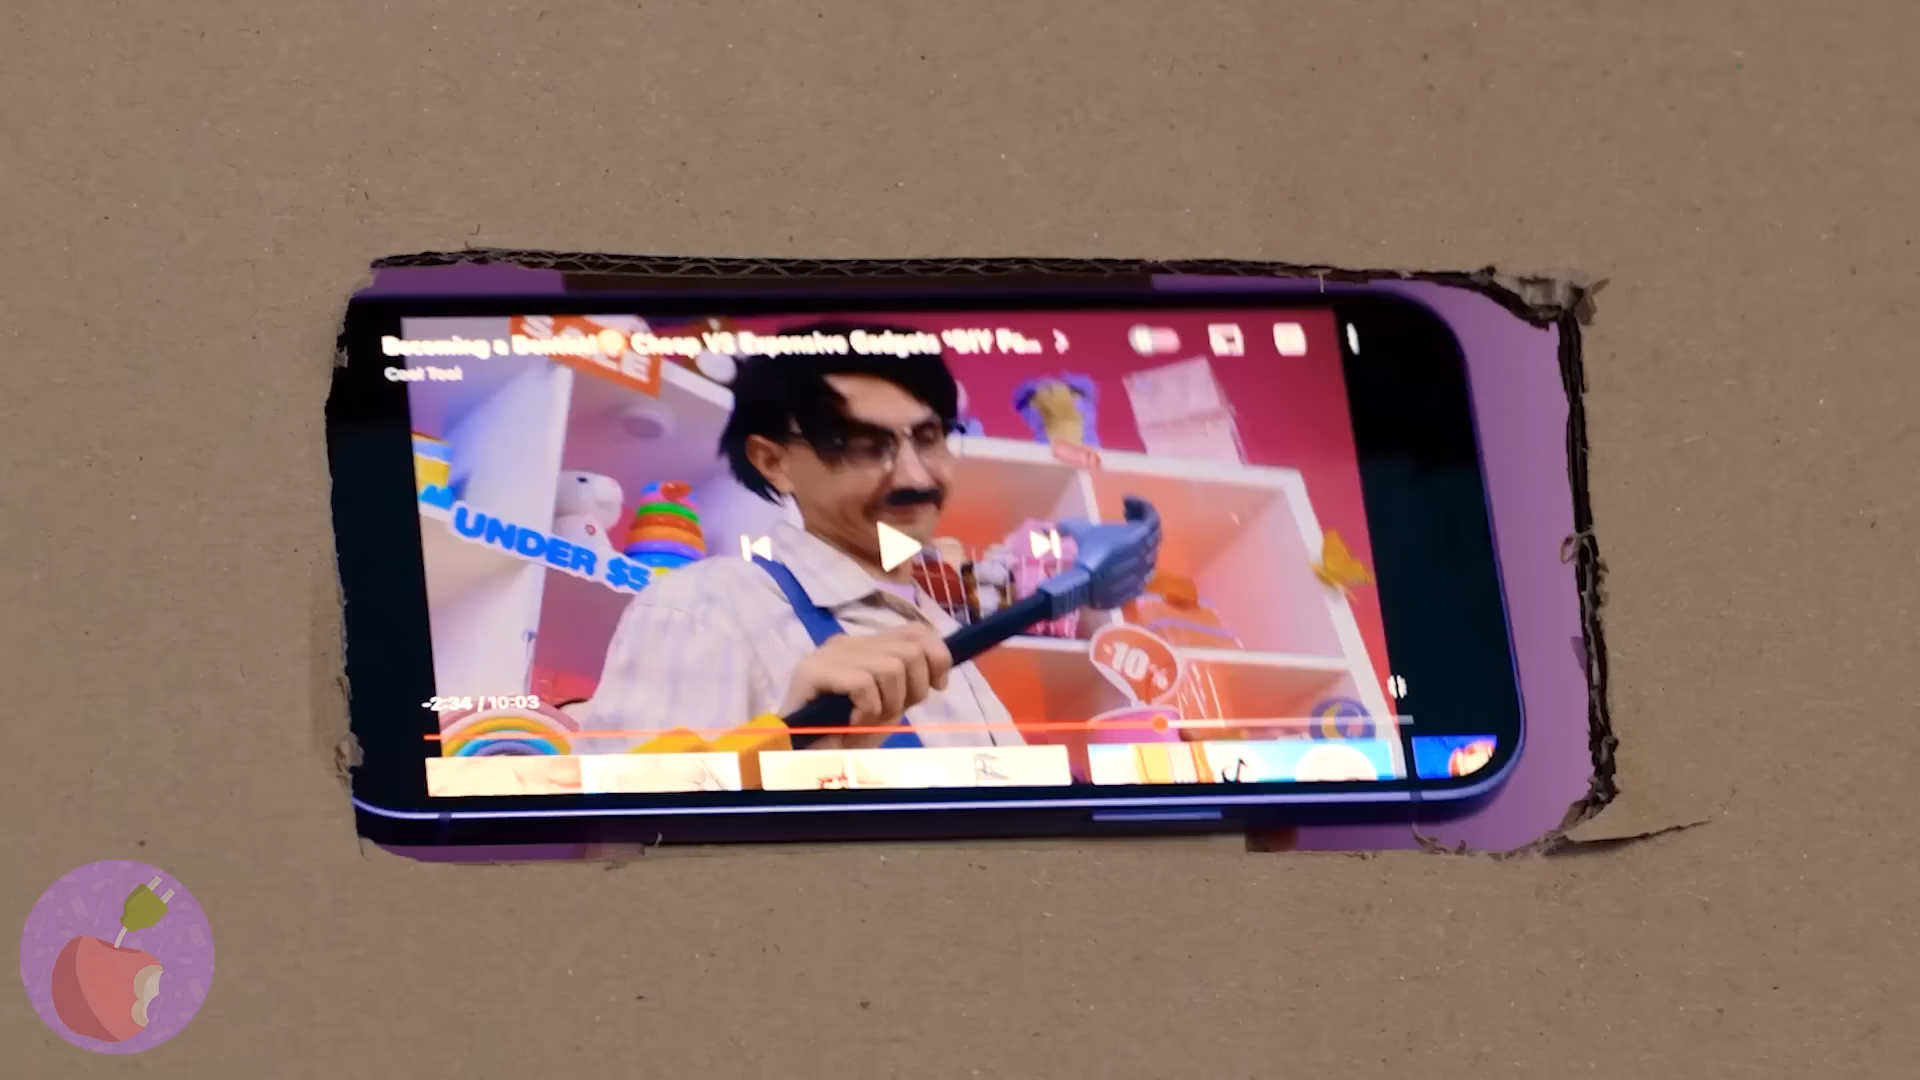 SALE
Becoming a Dentist Cheap VS Expensive Gadgets *DIY Pa...
Cool Tool
UNDER $5
-10%
-2:34 / 10:03